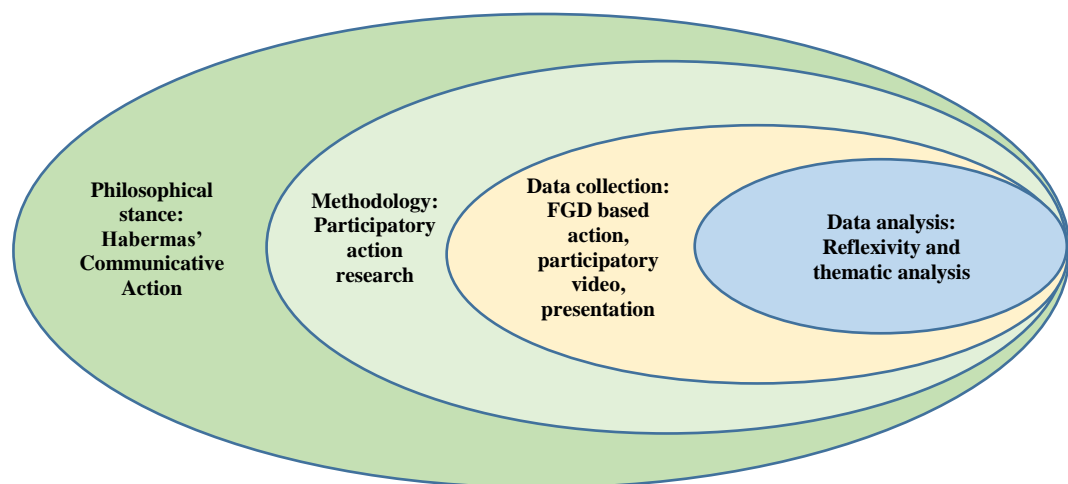 Philosophical
stance:
Habermas’
Communicative
Action
Methodology:
Participatory
action
research
Data collection:
FGD based
action,
participatory
video,
presentation
Data analysis:
Reflexivity and
thematic analysis